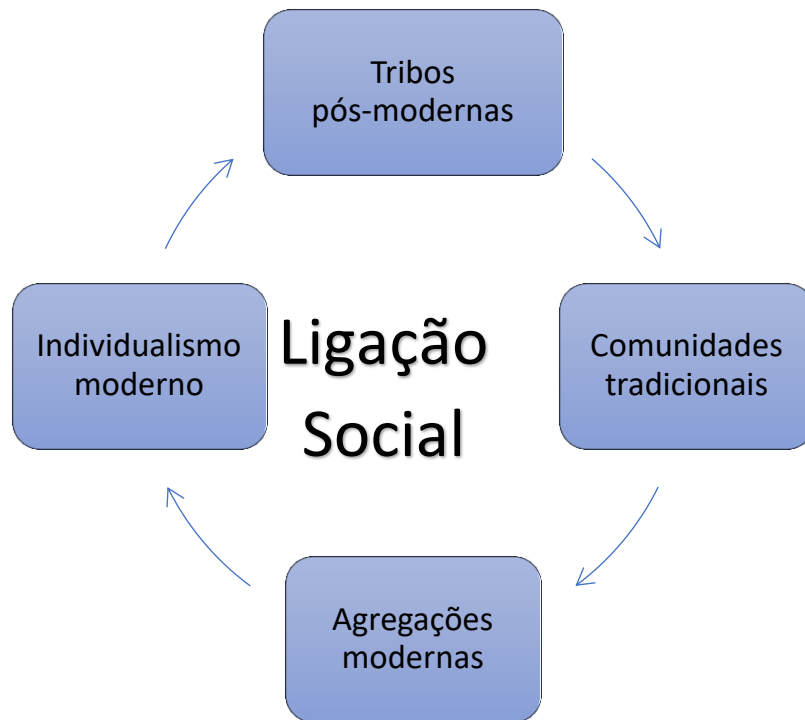 Tribos
pós-modernas
Individualismo
moderno
Ligação
Social
Comunidades
tradicionais
Agregações
modernas